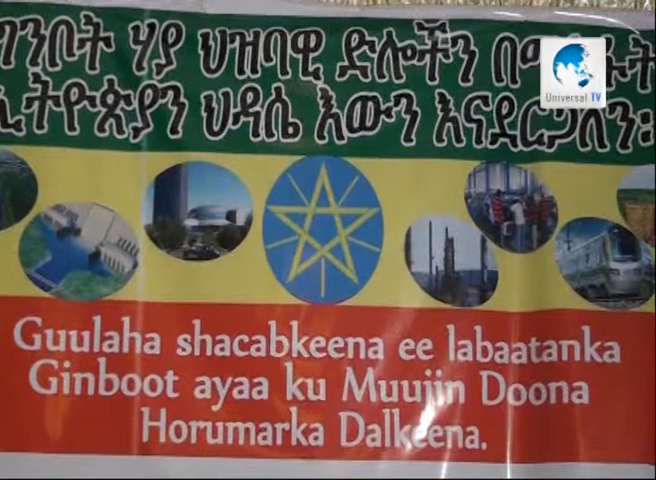 ግንቦት ሃያ ህዝባዊ ድሎችን
ኢትዮጵያን ህዳሴ እውን እናደርጋለን፡፡
Universal TV
Guulaha shacabkeena ee labaatanka
Ginboot ayaa ku Muujin Doona
Horumarka Dalkeena.